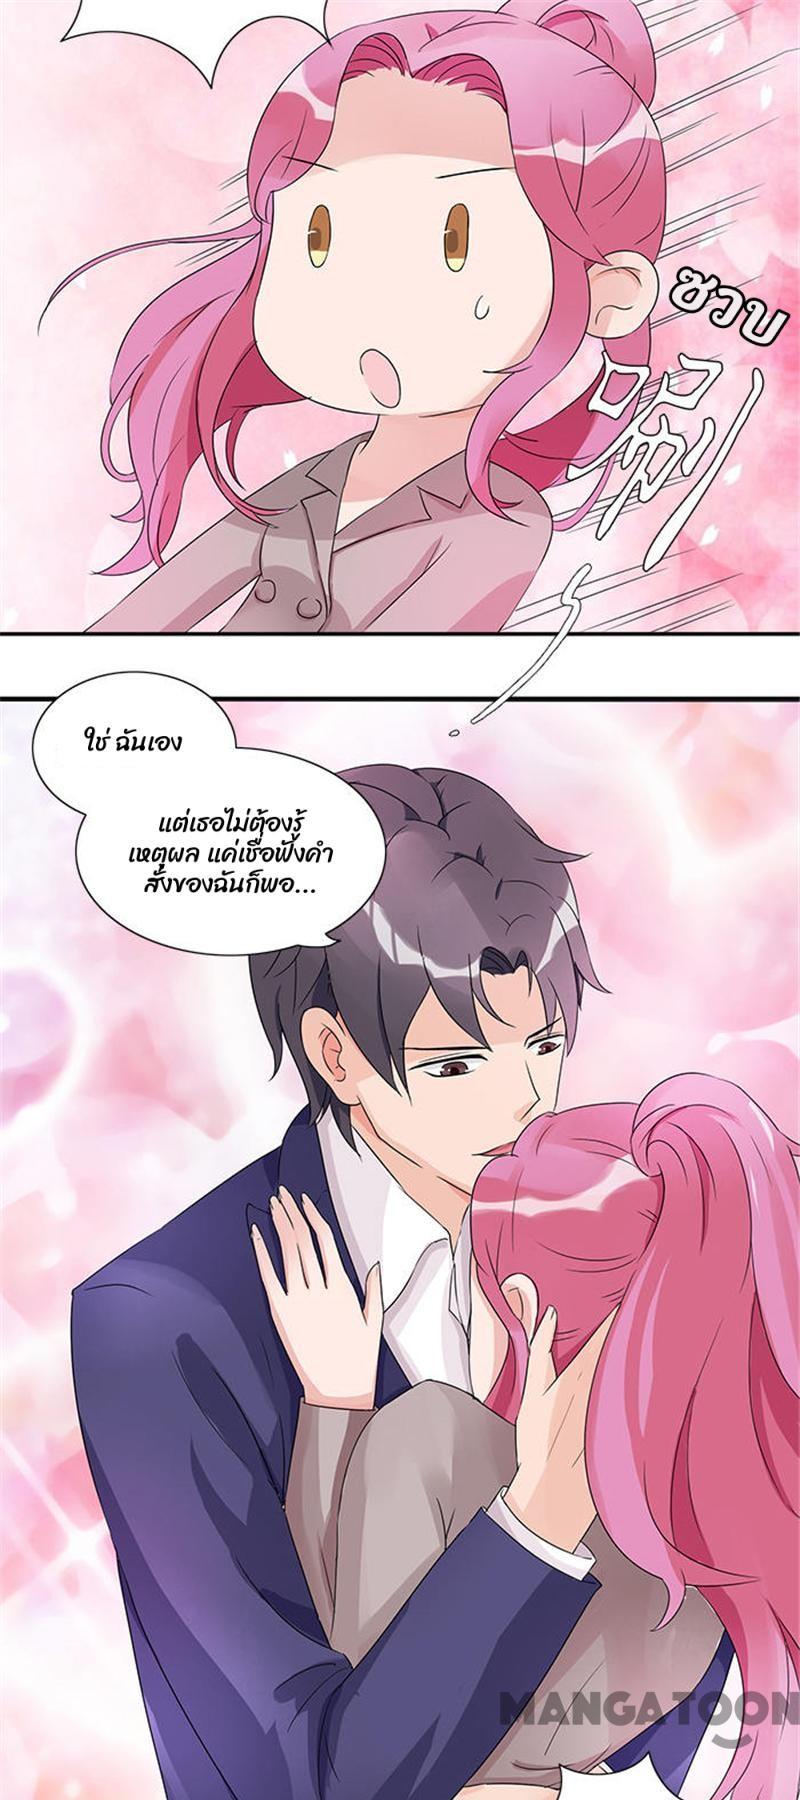 ซวบ
唰
ใช่ ฉันเอง
แต่เธอไม่ต้องรู้
เหตุผล แค่เชื่อฟังคำ
สั่งของฉันก็พอ...
MANGATOON